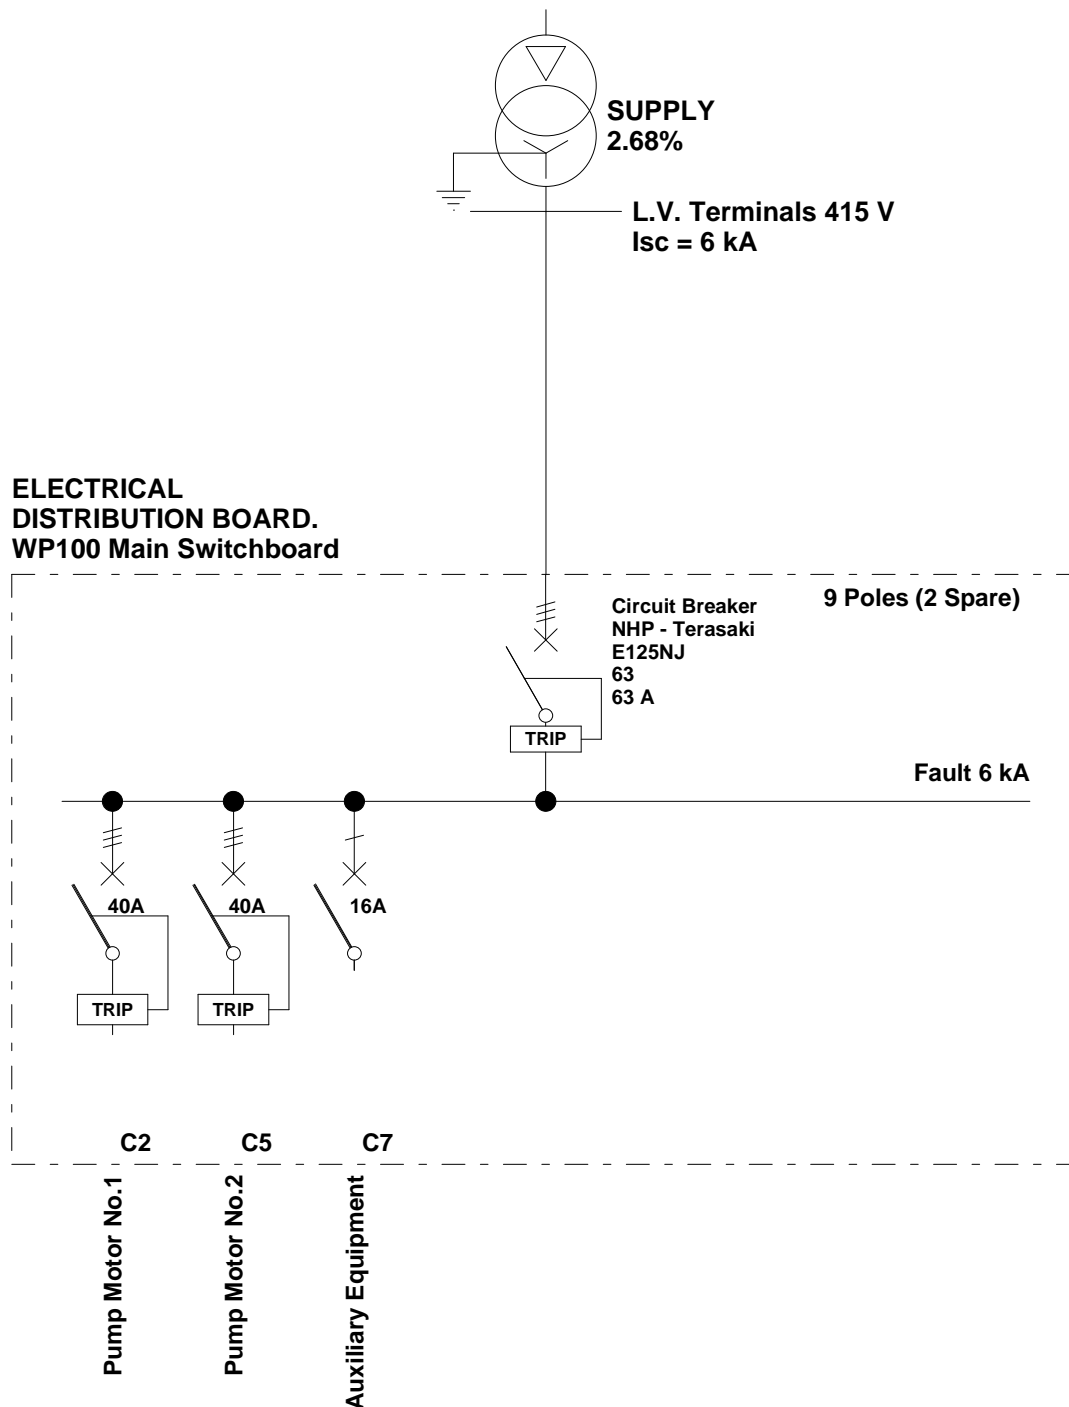 SUPPLY
2.68%
L.V. Terminals 415 V
Isc = 6 kA
ELECTRICAL
DISTRIBUTION BOARD.
WP100 Main Switchboard
9 Poles (2 Spare)
Circuit Breaker
NHP - Terasaki
E125NJ
63
63 A
TRIP
Fault 6 kA
40A
40A
16A
TRIP
TRIP
C2
C5
C7
Pump Motor No.1
Pump Motor No.2
Auxiliary Equipment